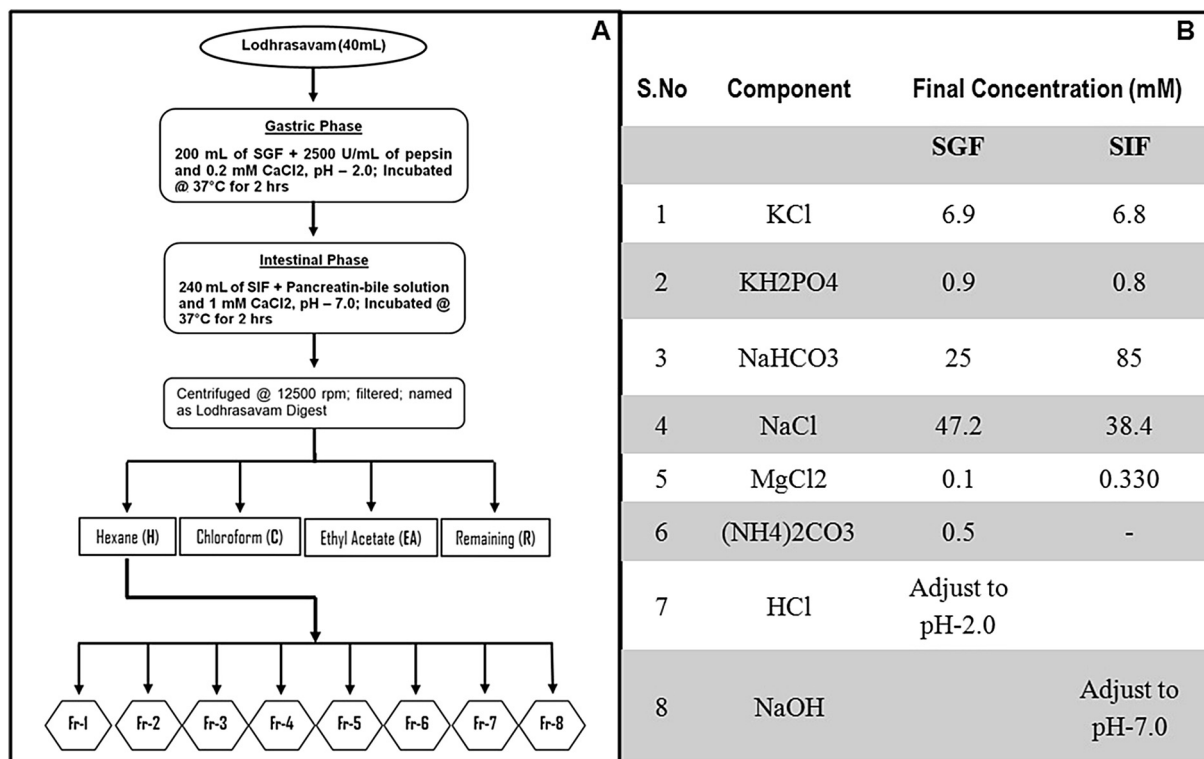 A
Lodhrasavam (40mL)
Gastric Phase
200 mL of SGF + 2500 U/mL of pepsin
and 0.2 mM CaCl2, pH – 2.0; Incubated
@ 37°C for 2 hrs
Intestinal Phase
240 mL of SIF + Pancreatin-bile solution
and 1 mM CaCl2, pH – 7.0; Incubated @
37°C for 2 hrs
Centrifuged @ 12500 rpm; filtered; named
as Lodhrasavam Digest
Hexane (H) Chloroform (C) Ethyl Acetate (EA) Remaining (R)
Fr-1 Fr-2 Fr-3 Fr-4 Fr-5 Fr-6 Fr-7 Fr-8
B
S.No Component Final Concentration (mM)
SGF SIF
1 KCl 6.9 6.8
2 KH2PO4 0.9 0.8
3 NaHCO3 25 85
4 NaCl 47.2 38.4
5 MgCl2 0.1 0.330
6 (NH4)2CO3 0.5 -
7 HCl Adjust to
pH-2.0
8 NaOH Adjust to
pH-7.0